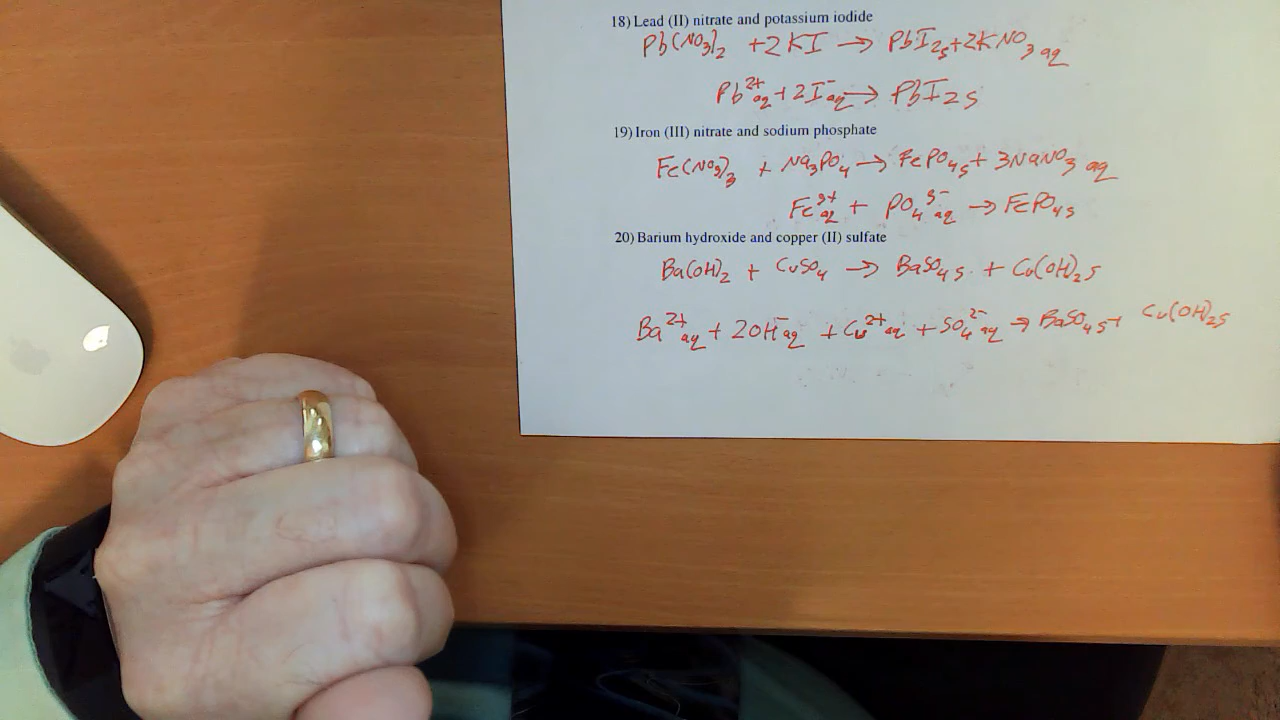 18) Lead (II) nitrate and potassium iodide
Pb(NO3)2 + 2KI → PbI2s + 2KNO3 aq
Pb2+aq + 2I-aq → PbI2s
19) Iron (III) nitrate and sodium phosphate
Fe(NO3)3 + Na3PO4 → FePO4s + 3NaNO3 aq
Fe3+aq + PO43-aq → FePO4s
20) Barium hydroxide and copper (II) sulfate
Ba(OH)2 + CuSO4 → BaSO4s + Cu(OH)2s
Ba2+aq + 2OH-aq + Cu2+aq + SO42-aq → BaSO4s + Cu(OH)2s